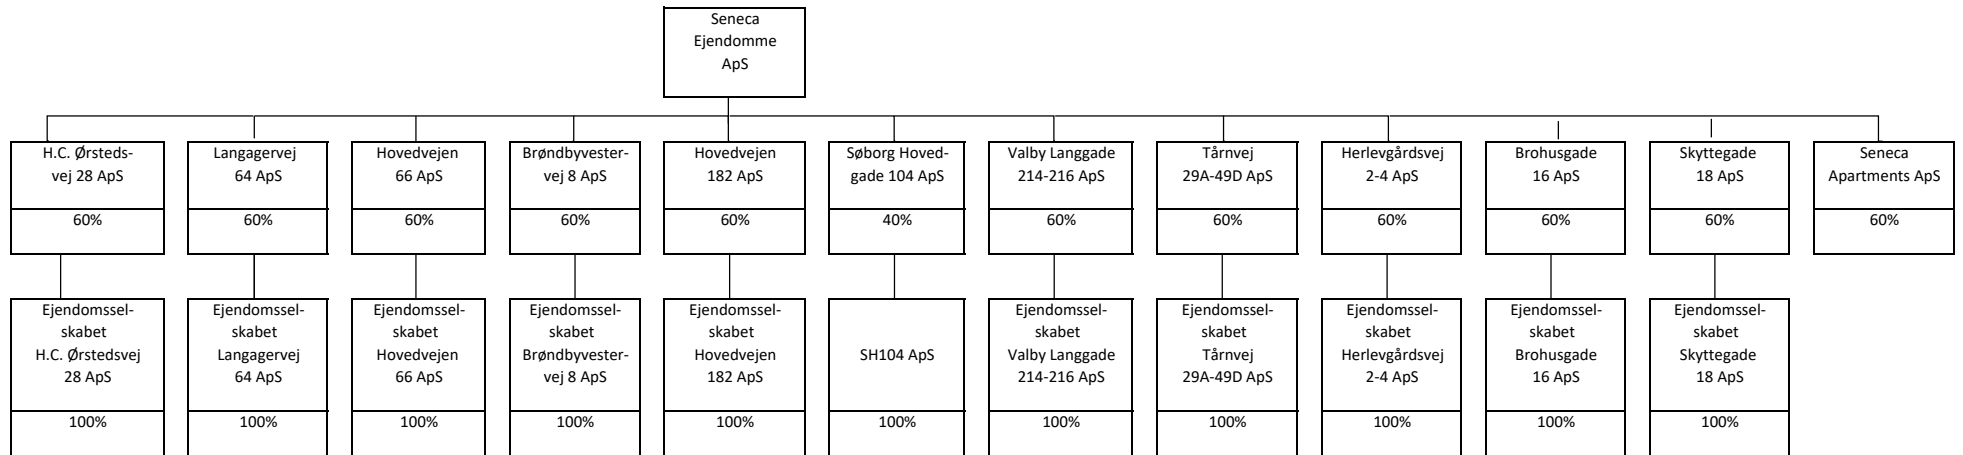 Seneca
Ejendomme
ApS
H.C. Ørsteds-
vej 28 ApS
60%
Langagervej
64 ApS
60%
Hovedvejen
66 ApS
60%
Brøndbyvester-
vej 8 ApS
60%
Hovedvejen
182 ApS
60%
Søborg Hoved-
gade 104 ApS
40%
Valby Langgade
214-216 ApS
60%
Tårnvej
29A-49D ApS
60%
Herlevgårdsvej
2-4 ApS
60%
Brohusgade
16 ApS
60%
Skyttegade
18 ApS
60%
Seneca
Apartments ApS
60%
Ejendomssel-
skabet
H.C. Ørstedsvej
28 ApS
100%
Ejendomssel-
skabet
Langagervej
64 ApS
100%
Ejendomssel-
skabet
Hovedvejen
66 ApS
100%
Ejendomssel-
skabet
Brøndbyvester-
vej 8 ApS
100%
Ejendomssel-
skabet
Hovedvejen
182 ApS
100%
SH104 ApS
100%
Ejendomssel-
skabet
Valby Langgade
214-216 ApS
100%
Ejendomssel-
skabet
Tårnvej
29A-49D ApS
100%
Ejendomssel-
skabet
Herlevgårdsvej
2-4 ApS
100%
Ejendomssel-
skabet
Brohusgade
16 ApS
100%
Ejendomssel-
skabet
Skyttegade
18 ApS
100%